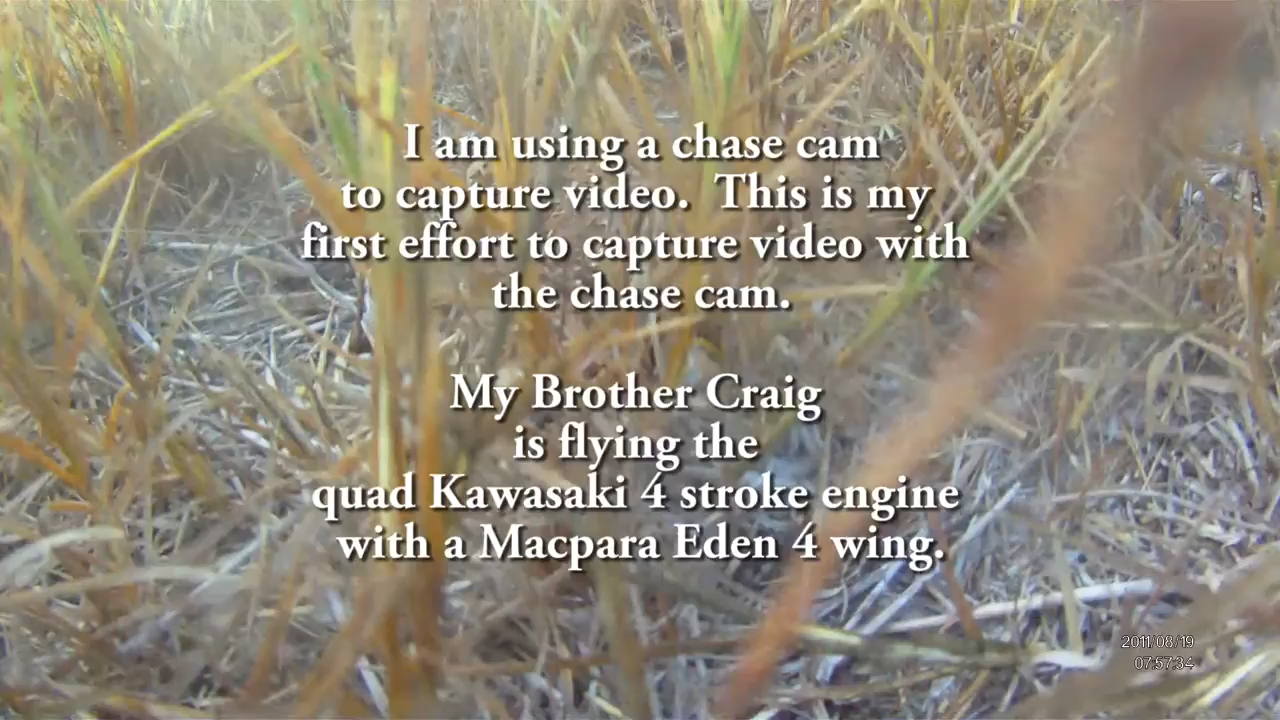 I am using a chase cam
to capture video.  This is my
first effort to capture video with
the chase cam.
My Brother Craig
is flying the
quad Kawasaki 4 stroke engine
with a Macpara Eden 4 wing.
2011/08/19
07:57:34